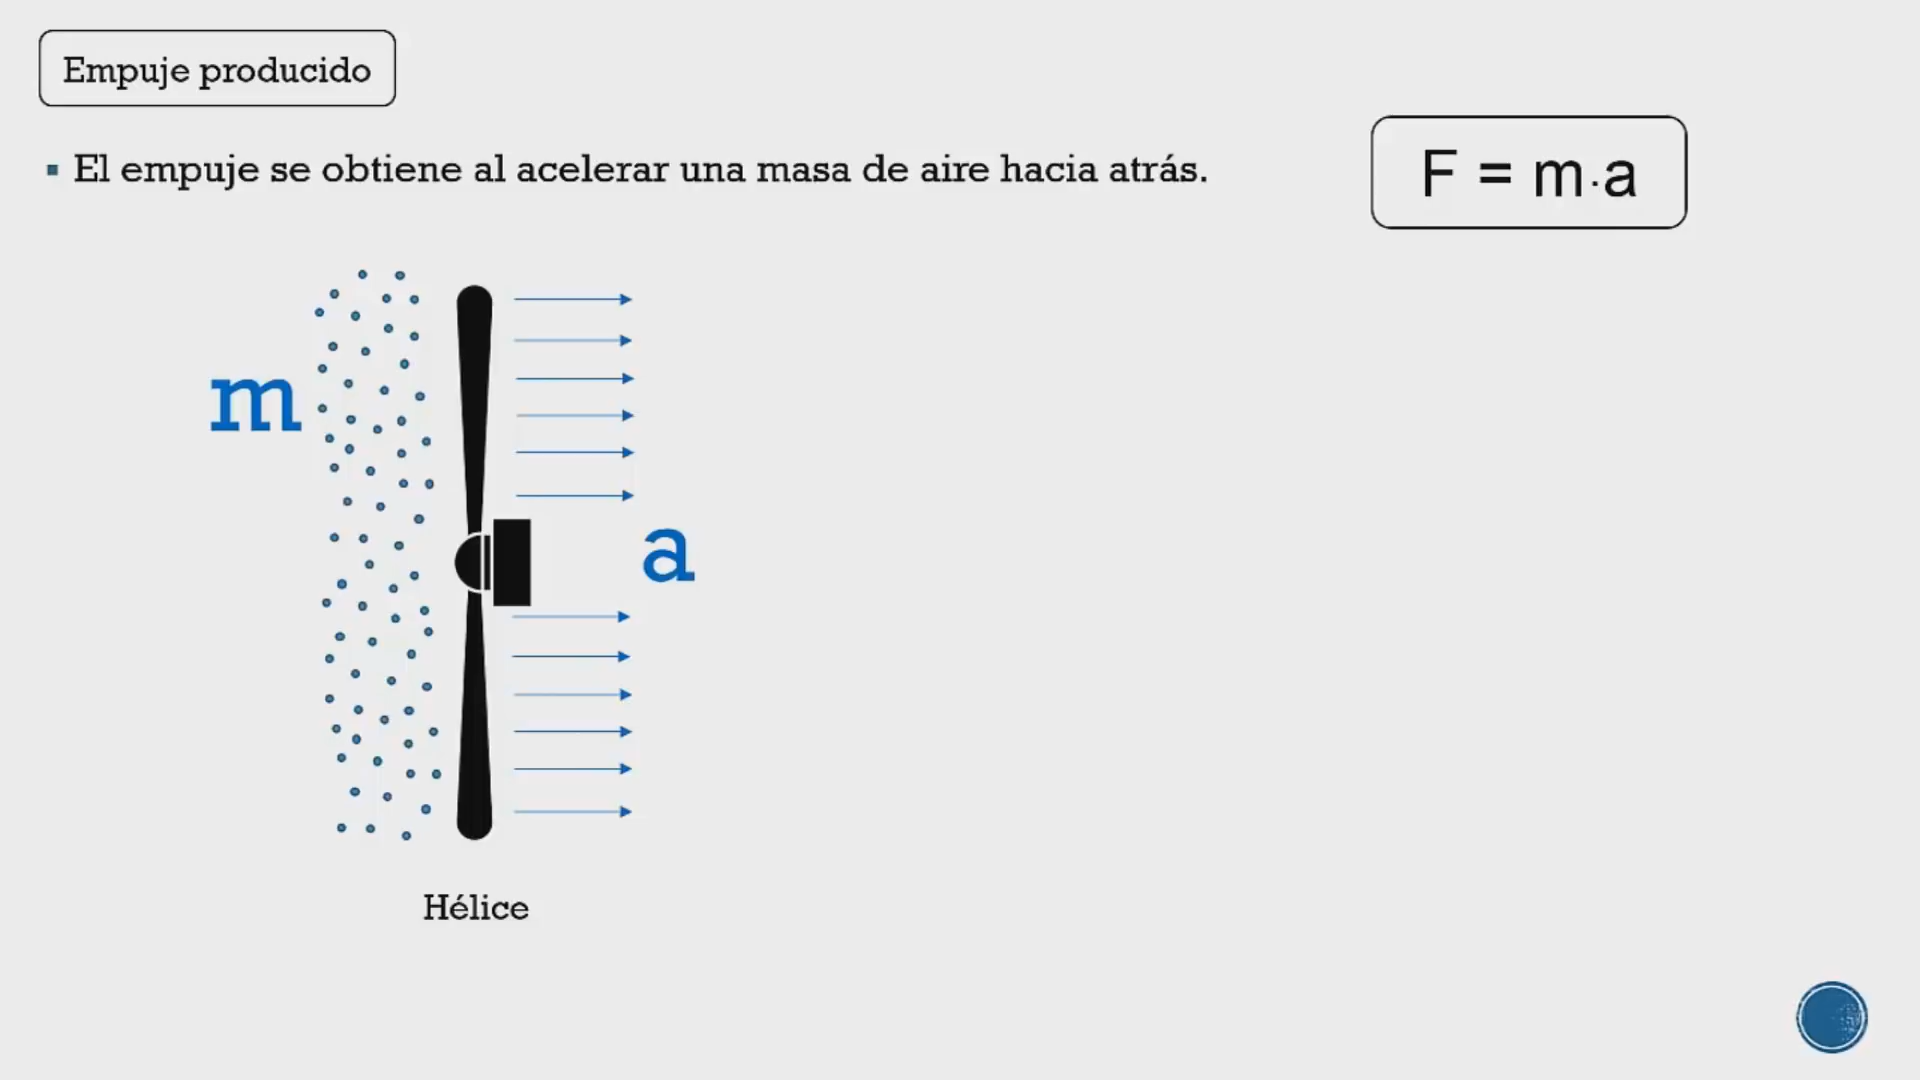 Empuje producido
El empuje se obtiene al acelerar una masa de aire hacia atrás.
F = m·a
m
a
Hélice